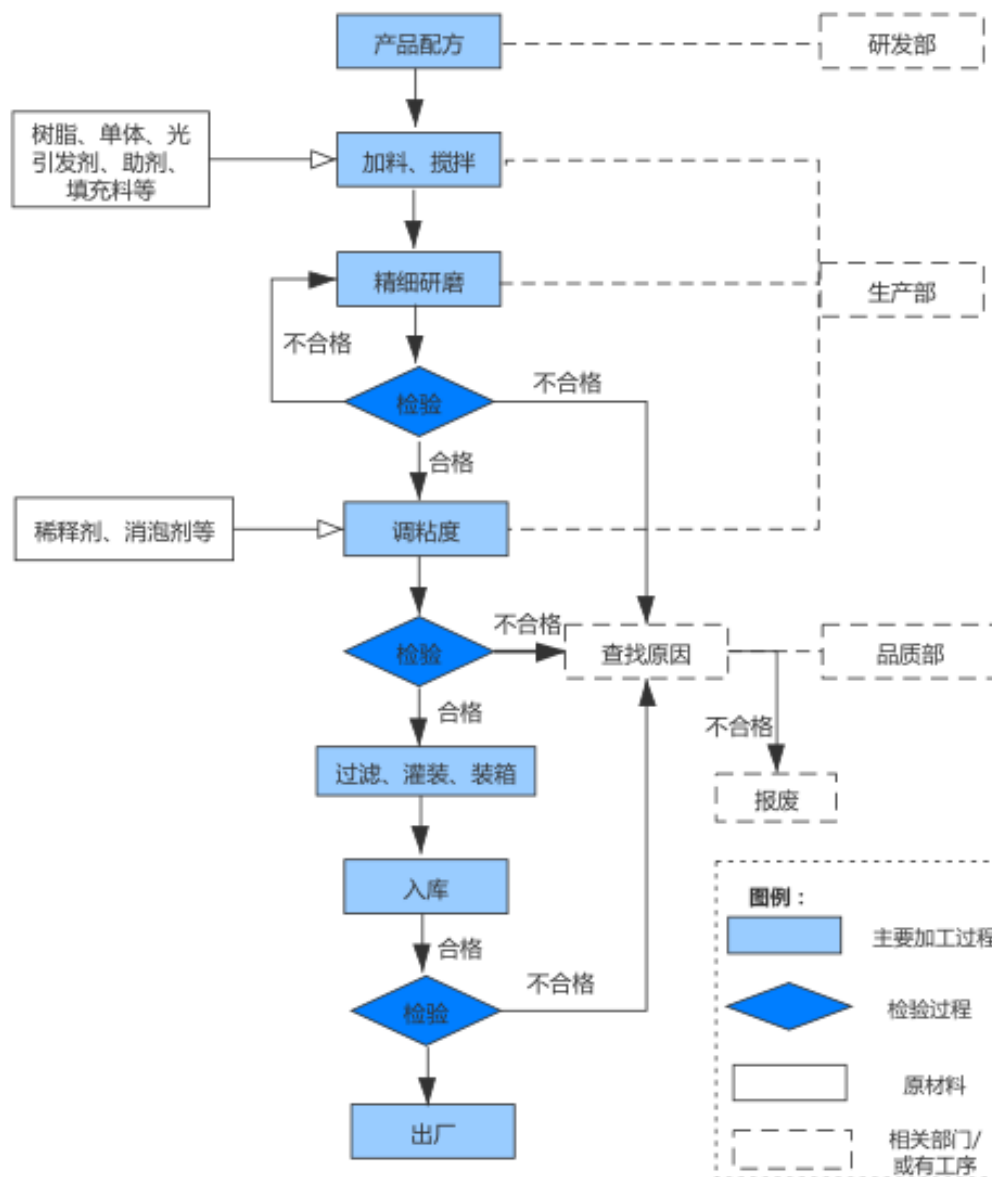 产品配方
研发部
树脂、单体、光
引发剂、助剂、
填充料等
加料、搅拌
精细研磨
生产部
不合格
检验
不合格
合格
稀释剂、消泡剂等
调粘度
不合格
检验
查找原因
品质部
合格
不合格
过滤、灌装、装箱
报废
入库
图例：
主要加工过程
合格
不合格
检验
检验过程
原材料
出厂
相关部门/
或有工序